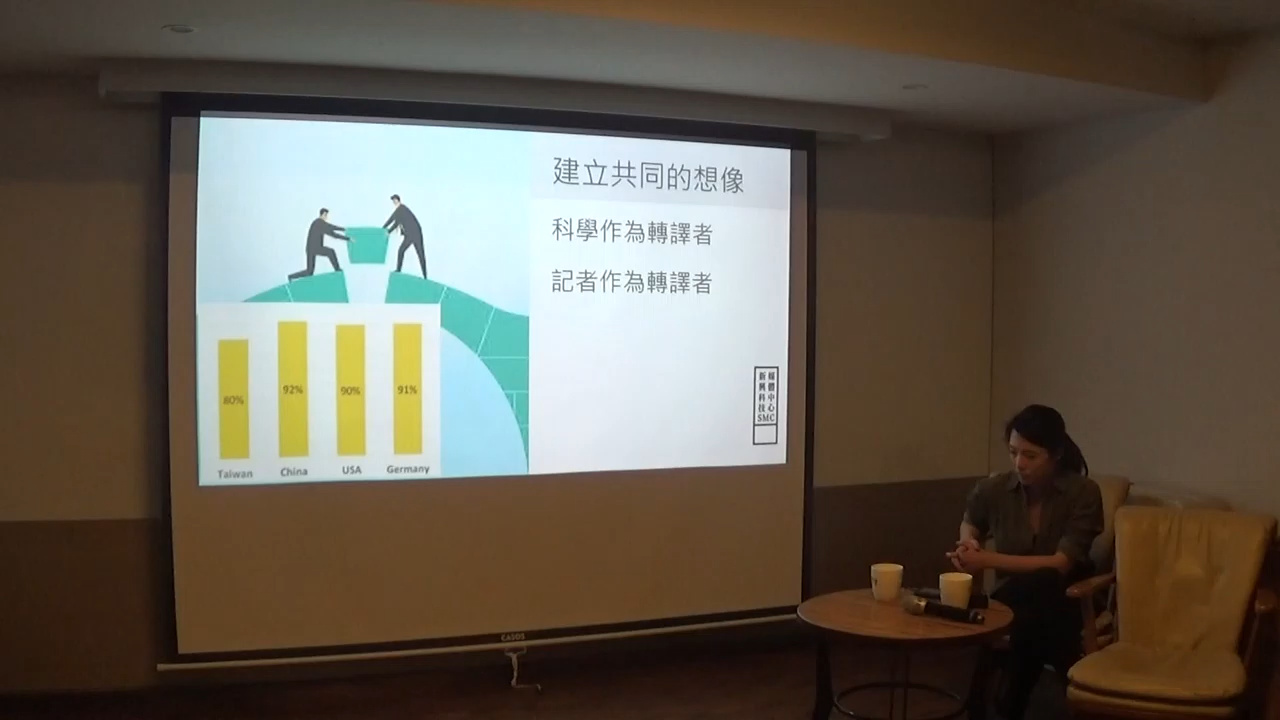 建立共同的想像
科學作為轉譯者
記者作為轉譯者
80%
92%
90%
91%
Taiwan
China
USA
Germany
新興科技
媒體中心
SMC
CADOS